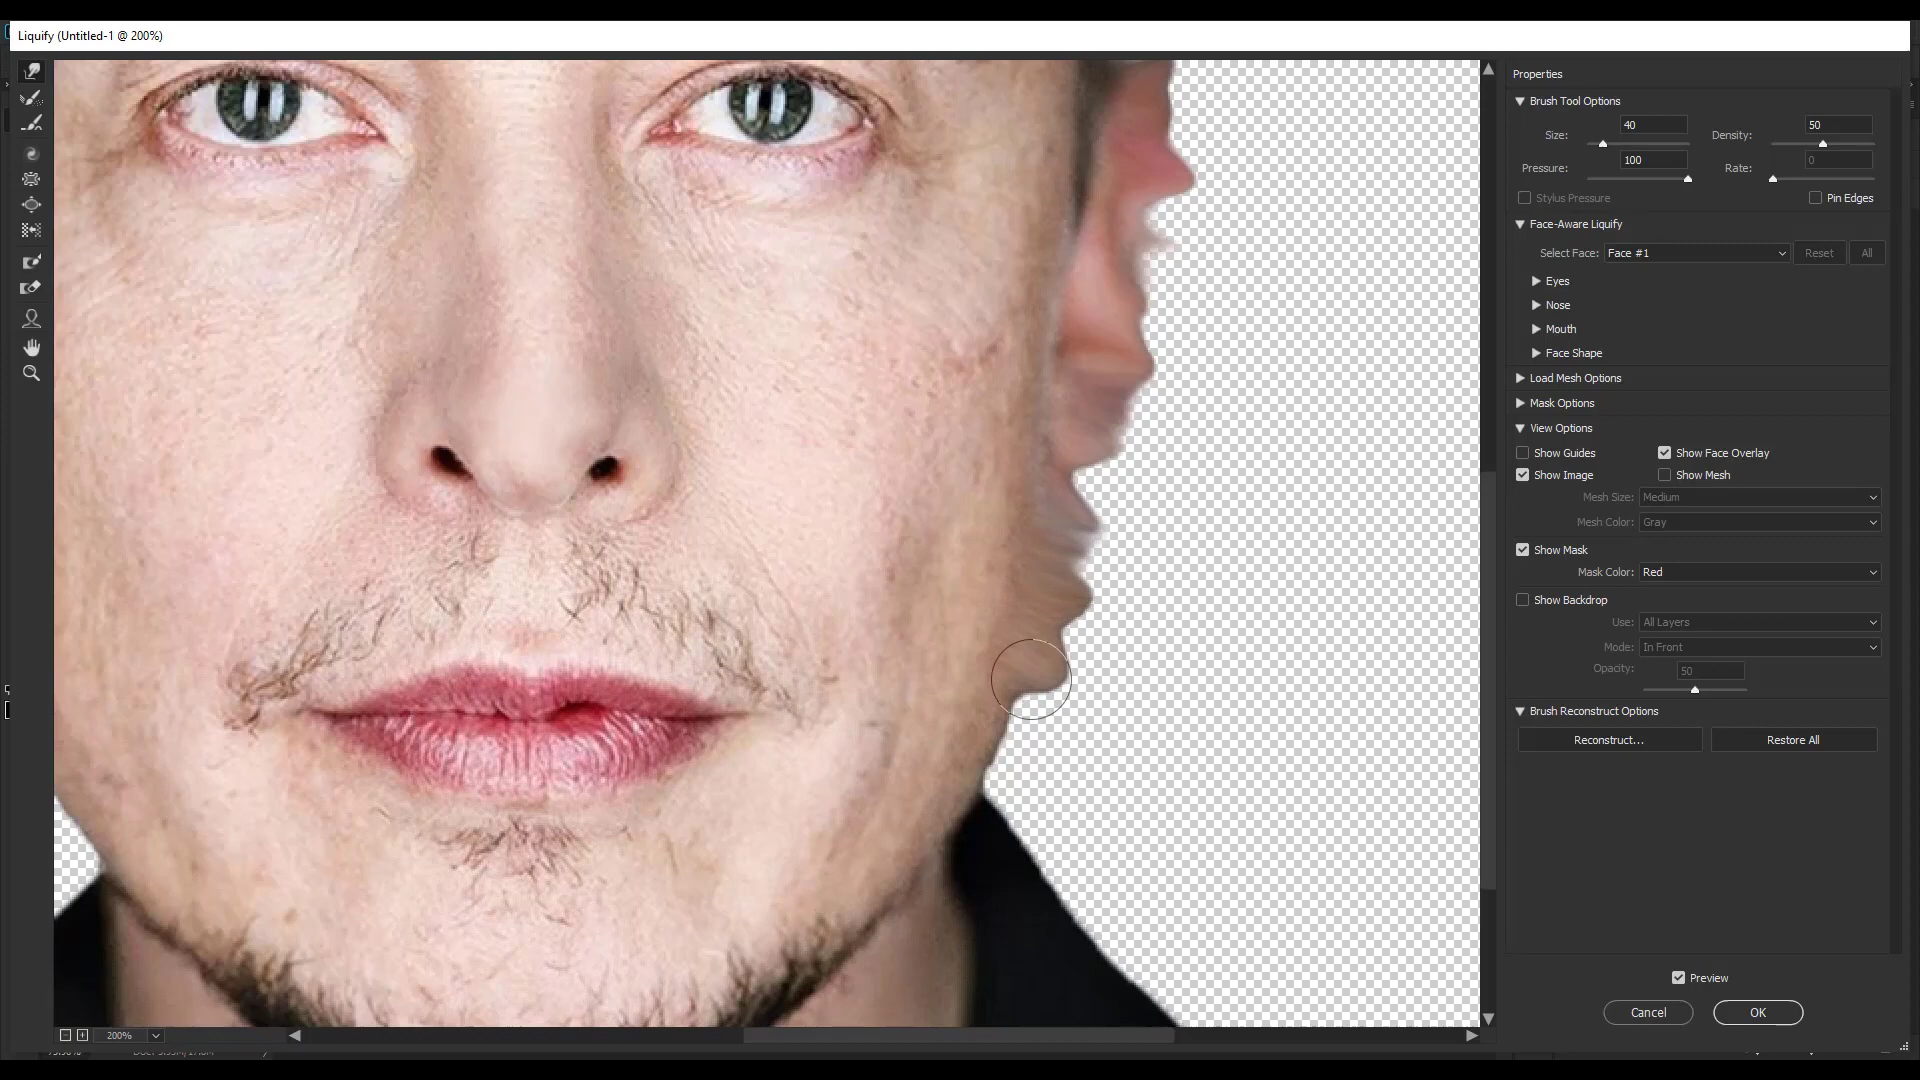 Liquify (Untitled-1 @ 200%)
Properties
Brush Tool Options
Size: 40 Density: 50
Pressure: 100 Rate: 0
Stylus Pressure Pin Edges
Face-Aware Liquify
Select Face: Face #1 Reset All
Eyes
Nose
Mouth
Face Shape
Load Mesh Options
Mask Options
View Options
Show Guides Show Face Overlay
Show Image Show Mesh
Mesh Size: Medium
Mesh Color: Gray
Show Mask
Mask Color: Red
Show Backdrop
Use: All Layers
Mode: In Front
Opacity: 50
Brush Reconstruct Options
Reconstruct... Restore All
Preview
Cancel OK
200%